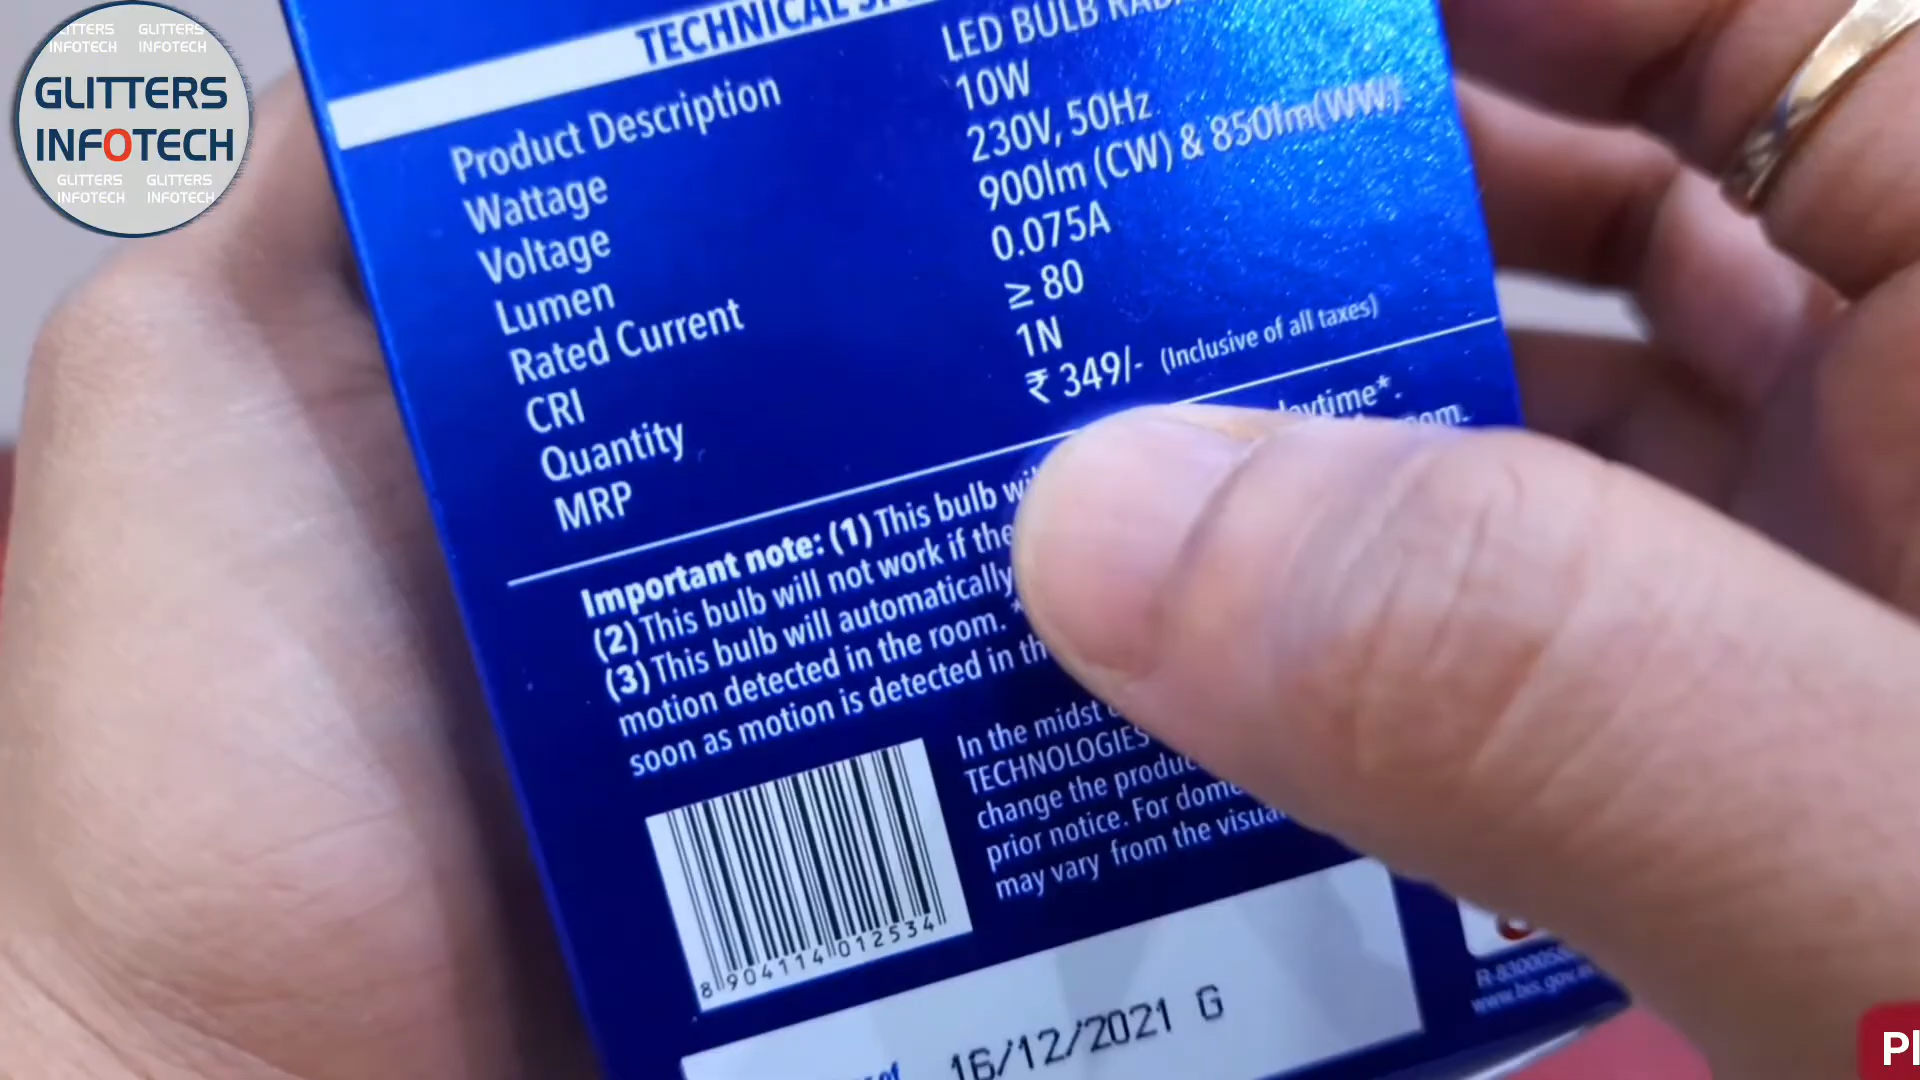 GLITTERS GLITTERS
INFOTECH INFOTECH
GLITTERS
INFOTECH
GLITTERS GLITTERS
INFOTECH INFOTECH
TECHNICAL
Product Description LED BULB
Wattage 10W
Voltage 230V, 50Hz
Lumen 900lm (CW) & 850lm(WW)
Rated Current 0.075A
CRI ≥ 80
Quantity 1N
MRP ₹ 349/- (Inclusive of all taxes)
Important note: (1) This bulb
(2) This bulb will not work if the
(3) This bulb will automatically
motion detected in the room. *
soon as motion is detected in
In the midst
TECHNOLOGIES
change the
prior notice. For
may vary from the
8 904114 012534
16/12/2021 G